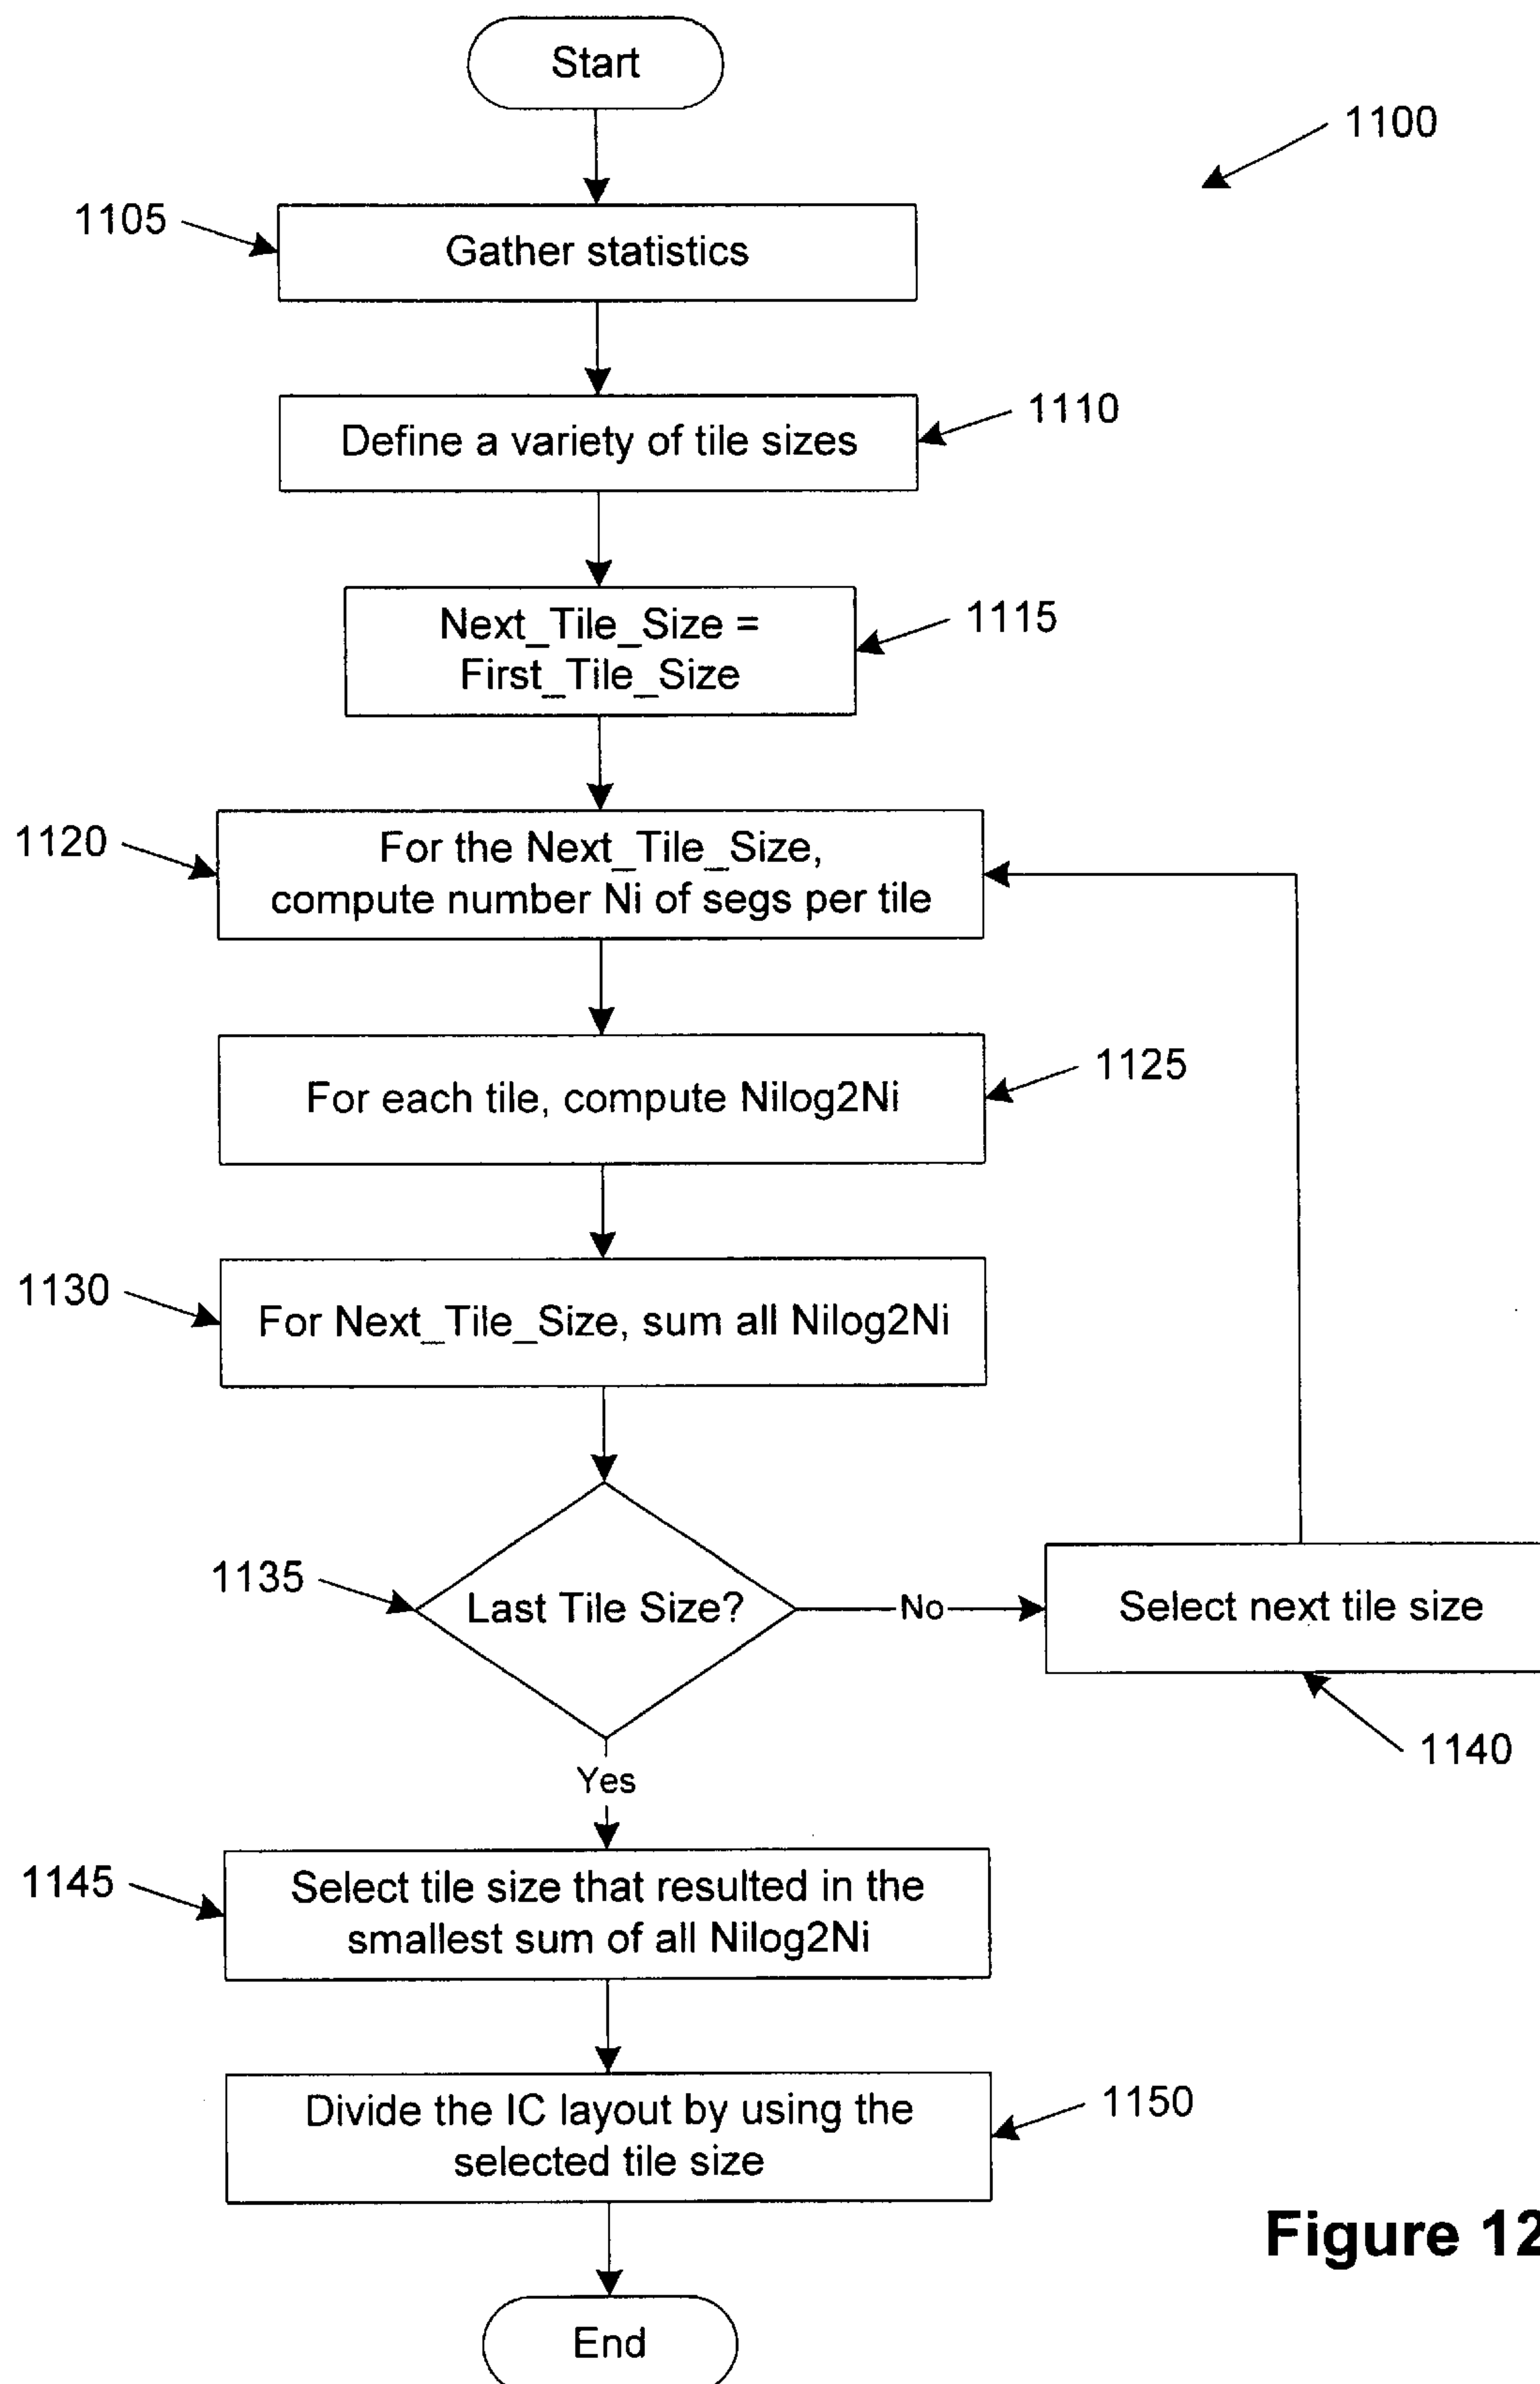 Start
1100
1105
Gather statistics
Define a variety of tile sizes
1110
Next_Tile_Size =
First_Tile_Size
1115
1120
For the Next_Tile_Size,
compute number Ni of segs per tile
For each tile, compute Nilog2Ni
1125
1130
For Next_Tile_Size, sum all Nilog2Ni
1135
Last Tile Size?
No
Select next tile size
1140
Yes
1145
Select tile size that resulted in the
smallest sum of all Nilog2Ni
Divide the IC layout by using the
selected tile size
1150
Figure 12
End